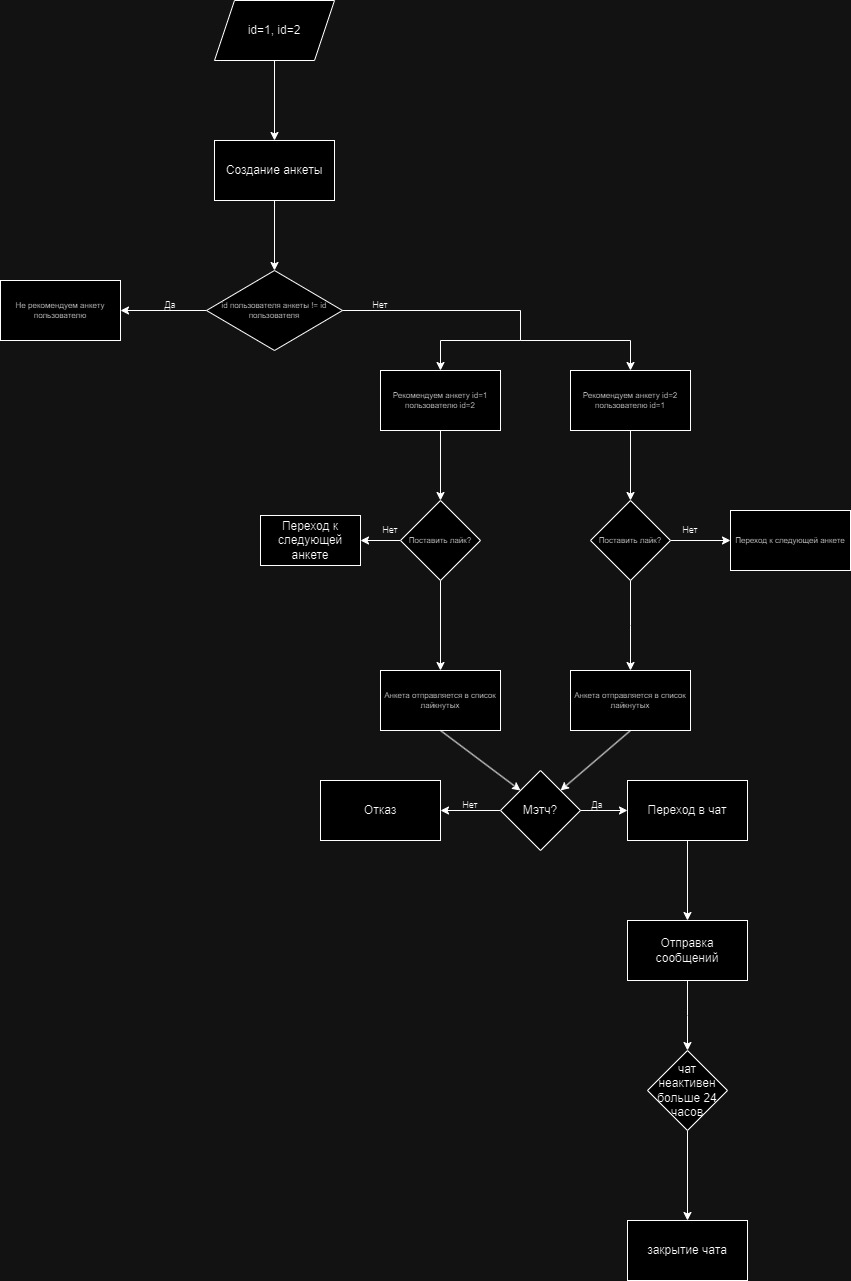 id=1, id=2
Создание анкеты
Не рекомендуем анкету
пользователю
Да
id пользователя анкеты != id
пользователя
Нет
Рекомендуем анкету id=1
пользователю id=2
Рекомендуем анкету id=2
пользователю id=1
Переход к
следующей
анкете
Нет
Поставить лайк?
Поставить лайк?
Нет
Переход к следующей анкете
Анкета отправляется в список
лайкнутых
Анкета отправляется в список
лайкнутых
Отказ
Нет
Мэтч?
Да
Переход в чат
Отправка
сообщений
чат
неактивен
больше 24
часов
закрытие чата